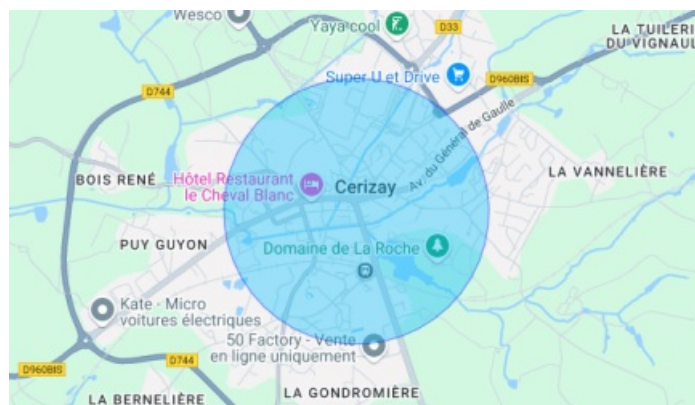 Wesco
Yaya cool
D33
LA TUILERI
DU VIGNAUL
Super U et Drive
D960BIS
D744
Av. du Général de Gaulle
BOIS RENÉ
Hôtel Restaurant
le Cheval Blanc
Cerizay
LA VANNELIÈRE
PUY GUYON
Domaine de La Roche
Kate - Micro
voitures électriques
50 Factory - Vente
en ligne uniquement
D960BIS
D744
LA BERNELIÈRE
LA GONDROMIÈRE